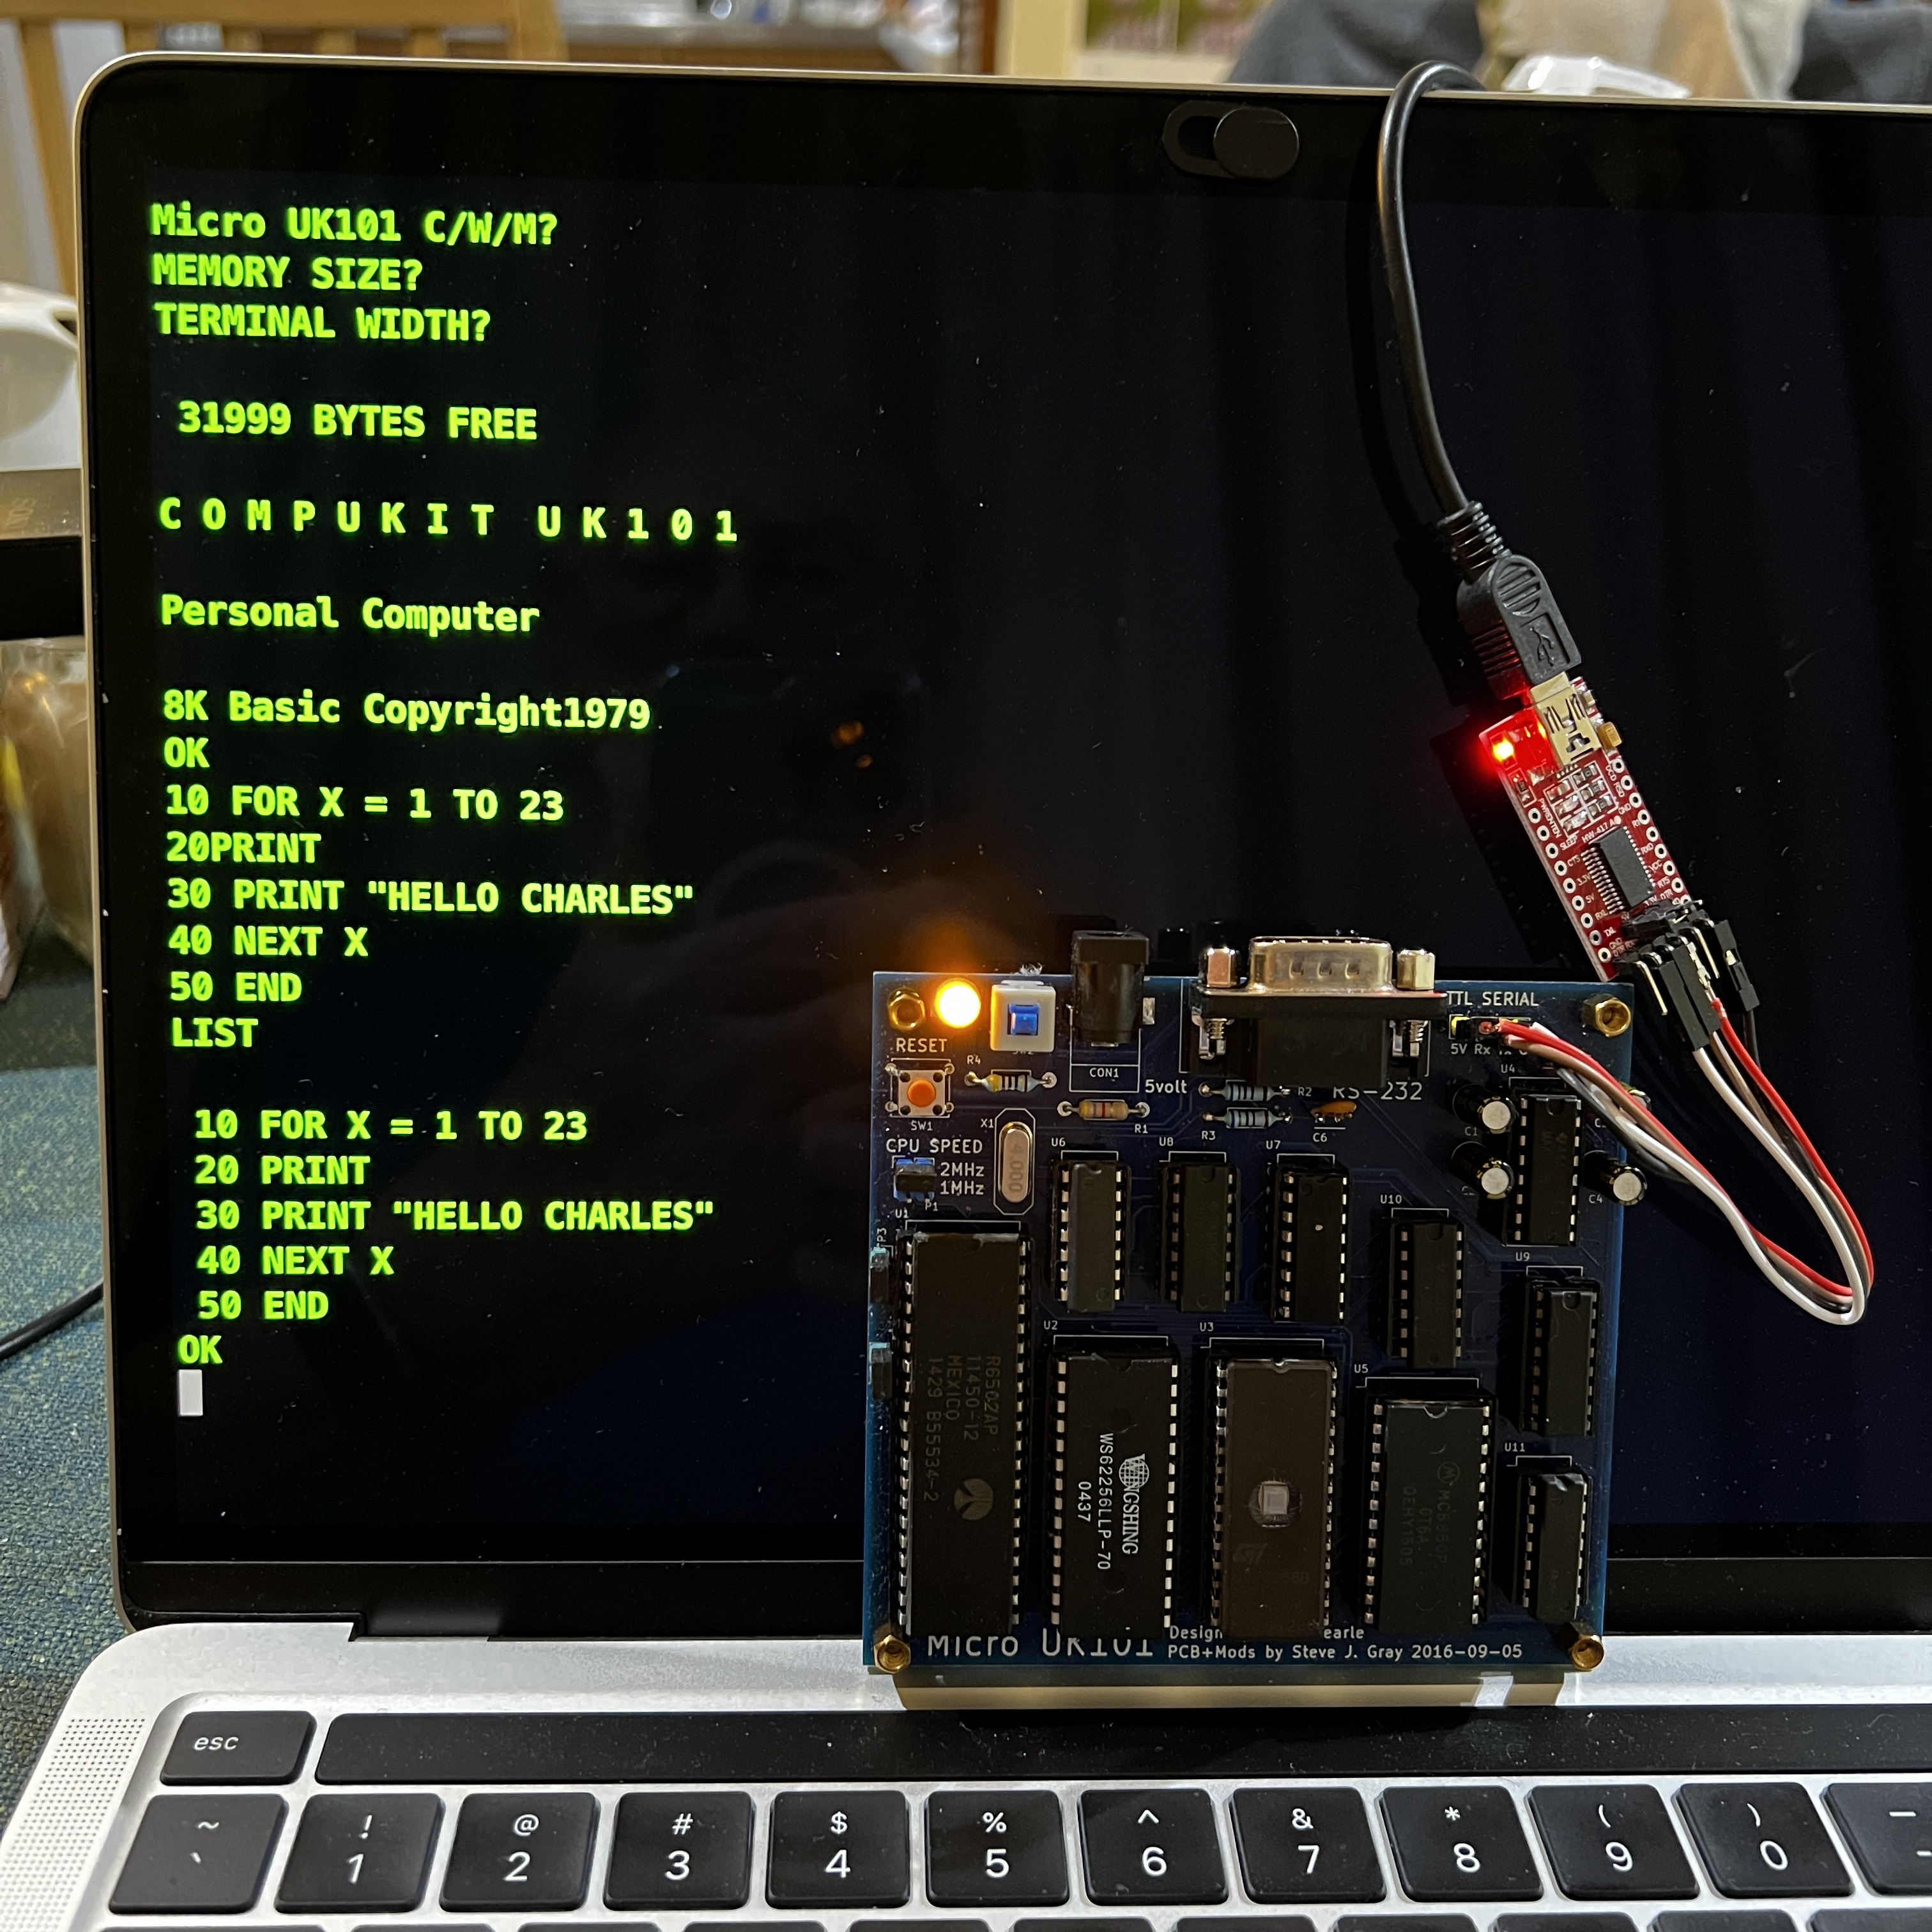 Micro UK101 C/W/M?
MEMORY SIZE?
TERMINAL WIDTH?
31999 BYTES FREE
C O M P U K I T  U K 1 0 1
Personal Computer
8K Basic Copyright1979
OK
10 FOR X = 1 TO 23
20PRINT
30 PRINT "HELLO CHARLES"
40 NEXT X
50 END
LIST
10 FOR X = 1 TO 23
20 PRINT
30 PRINT "HELLO CHARLES"
40 NEXT X
50 END
OK
HW-417
TTL SERIAL
5V Rx
RESET
SW1
R4
CON1
5volt
R2
RS-232
R1
R3
C6
X1
4.000
CPU SPEED
2MHz
1MHz
P1
P3
U1
U6
U8
U7
U4
C1
C4
U10
U9
U2
U3
U5
U11
R6502AP
11450-12
MEXICO
1429 B55534-2
WINGSHING
WS62256LLP-70
0437
Micro UK101
Design
earle
PCB+Mods by Steve J. Gray 2016-09-05
esc
~ ! @ # $ % ^ & * ( ) –
` 1 2 3 4 5 6 7 8 9 0 -